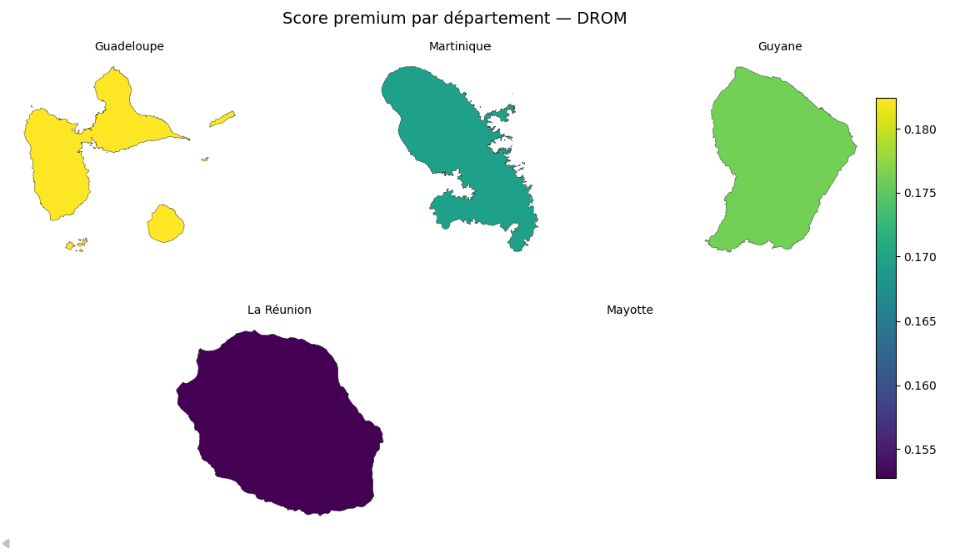 Score premium par département — DROM
Guadeloupe
Martinique
Guyane
0.180
0.175
0.170
0.165
0.160
0.155
La Réunion
Mayotte